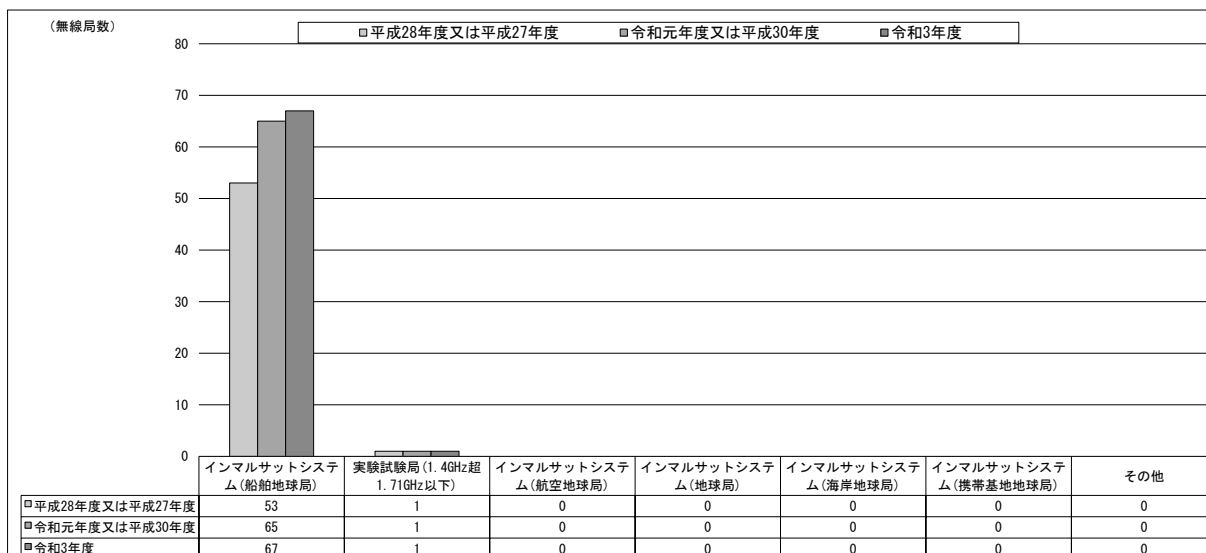 (無線局数)
□平成28年度又は平成27年度 ■令和元年度又は平成30年度 ■令和3年度
80
70
60
50
40
30
20
10
0
インマルサットシステム(船舶地球局) 実験試験局(1.4GHz超1.71GHz以下) インマルサットシステム(航空地球局) インマルサットシステム(地球局) インマルサットシステム(海岸地球局) インマルサットシステム(携帯基地地球局) その他
□平成28年度又は平成27年度 53 1 0 0 0 0 0
■令和元年度又は平成30年度 65 1 0 0 0 0 0
■令和3年度 67 1 0 0 0 0 0